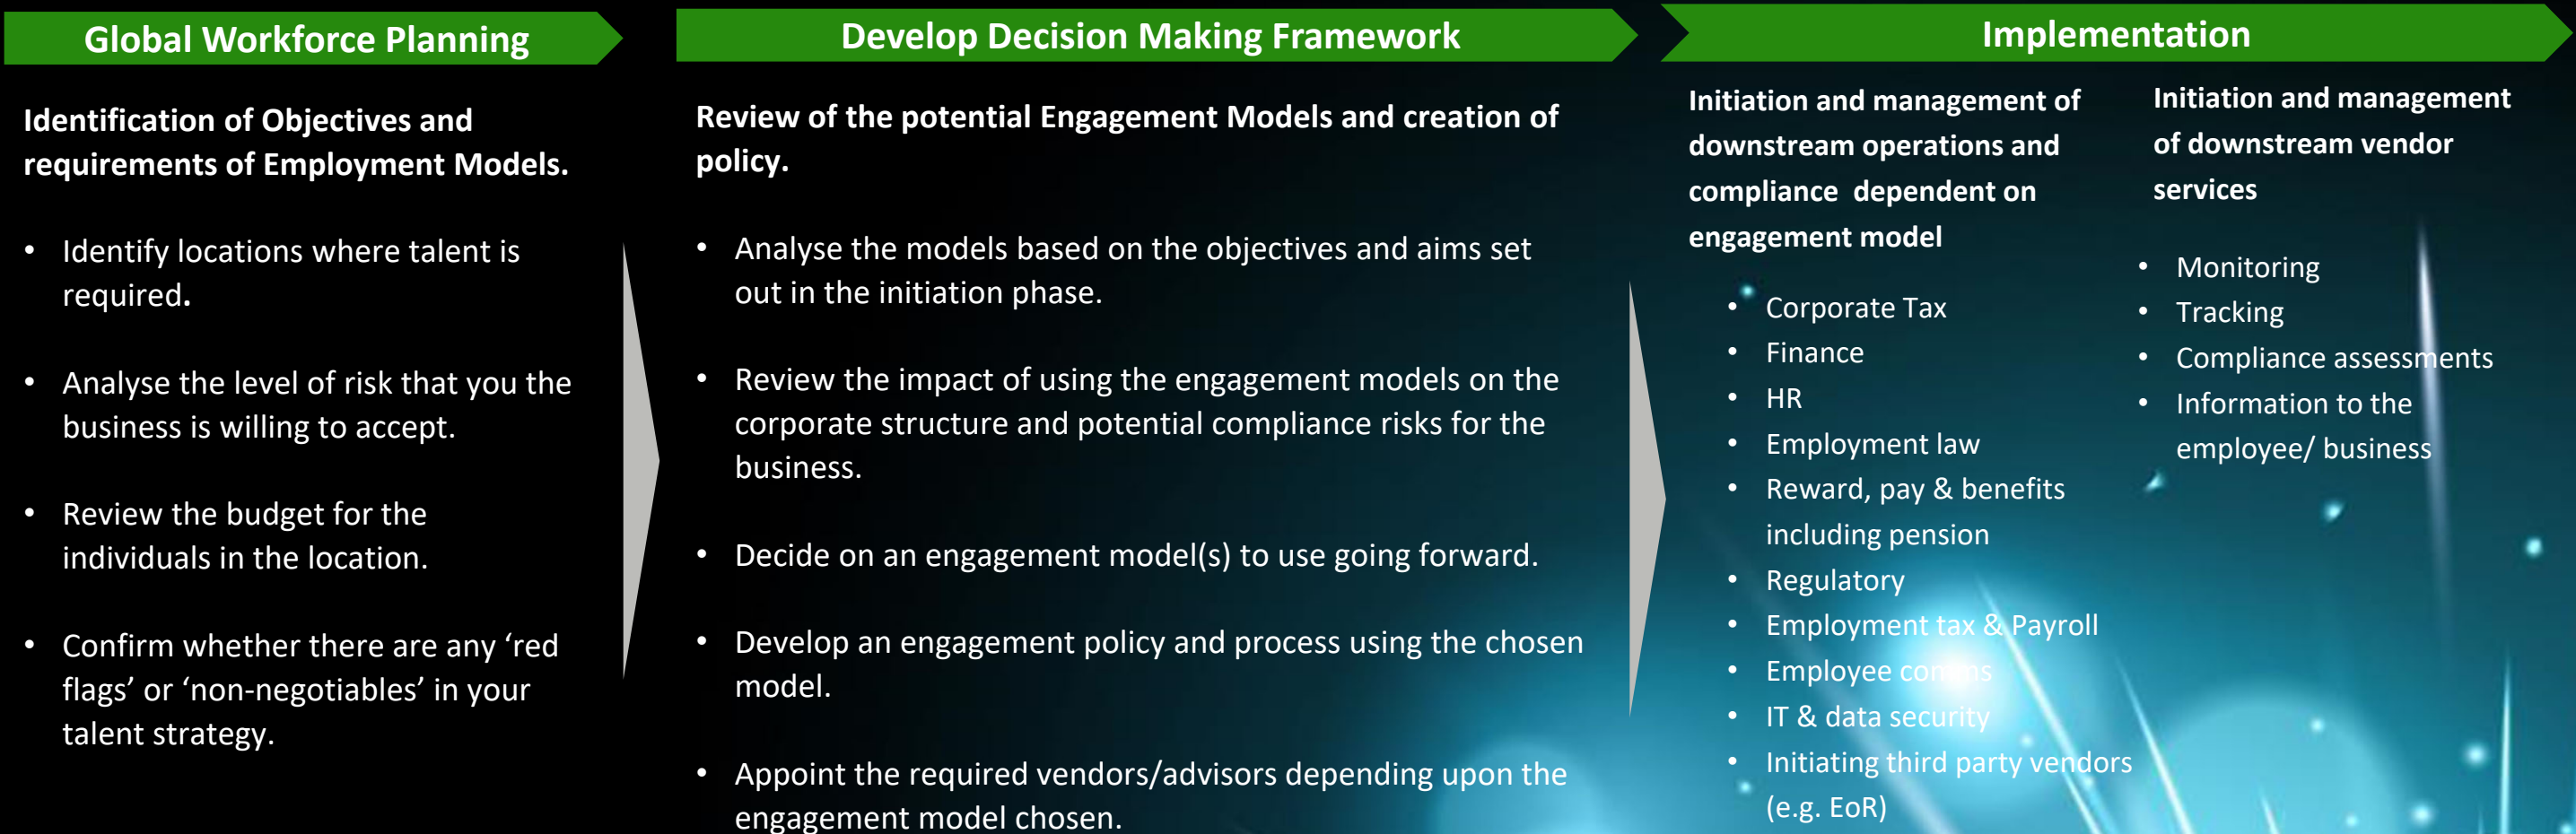 Global Workforce Planning
Identification of Objectives and
requirements of Employment Models.
• Identify locations where talent is
required.
• Analyse the level of risk that you the
business is willing to accept.
• Review the budget for the
individuals in the location.
• Confirm whether there are any ‘red
flags’ or ‘non-negotiables’ in your
talent strategy.
Develop Decision Making Framework
Review of the potential Engagement Models and creation of
policy.
• Analyse the models based on the objectives and aims set
out in the initiation phase.
• Review the impact of using the engagement models on the
corporate structure and potential compliance risks for the
business.
• Decide on an engagement model(s) to use going forward.
• Develop an engagement policy and process using the chosen
model.
• Appoint the required vendors/advisors depending upon the
engagement model chosen.
Implementation
Initiation and management of
downstream operations and
compliance dependent on
engagement model
• Corporate Tax
• Finance
• HR
• Employment law
• Reward, pay & benefits
including pension
• Regulatory
• Employment tax & Payroll
• Employee comms
• IT & data security
• Initiating third party vendors
(e.g. EoR)
Initiation and management
of downstream vendor
services
• Monitoring
• Tracking
• Compliance assessments
• Information to the
employee/ business